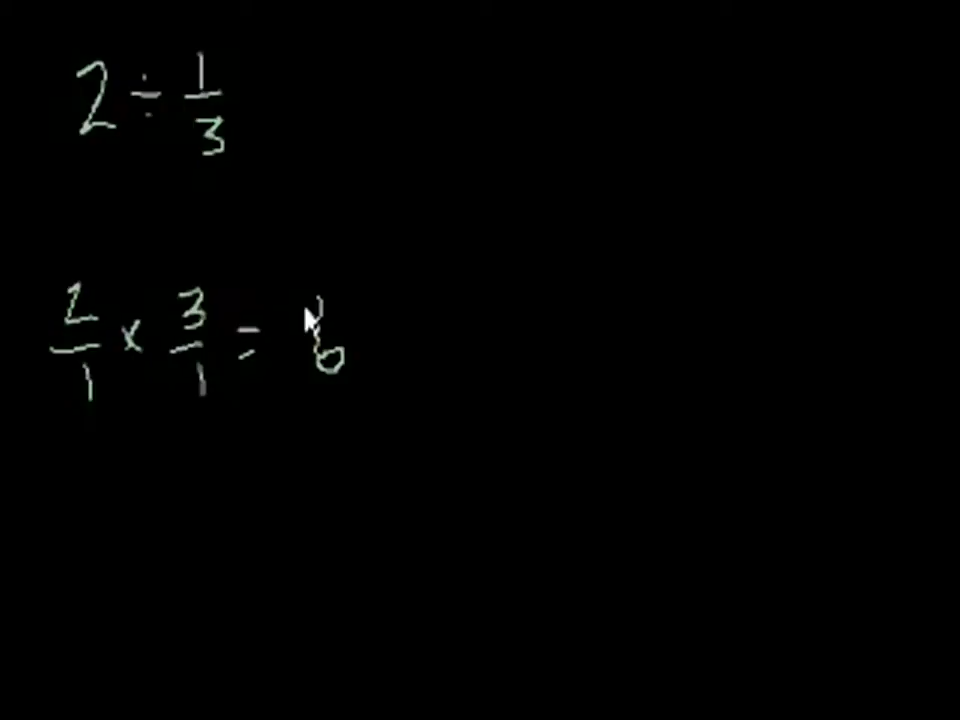 2 ÷ 1/3
2/1 x 3/1 = 6